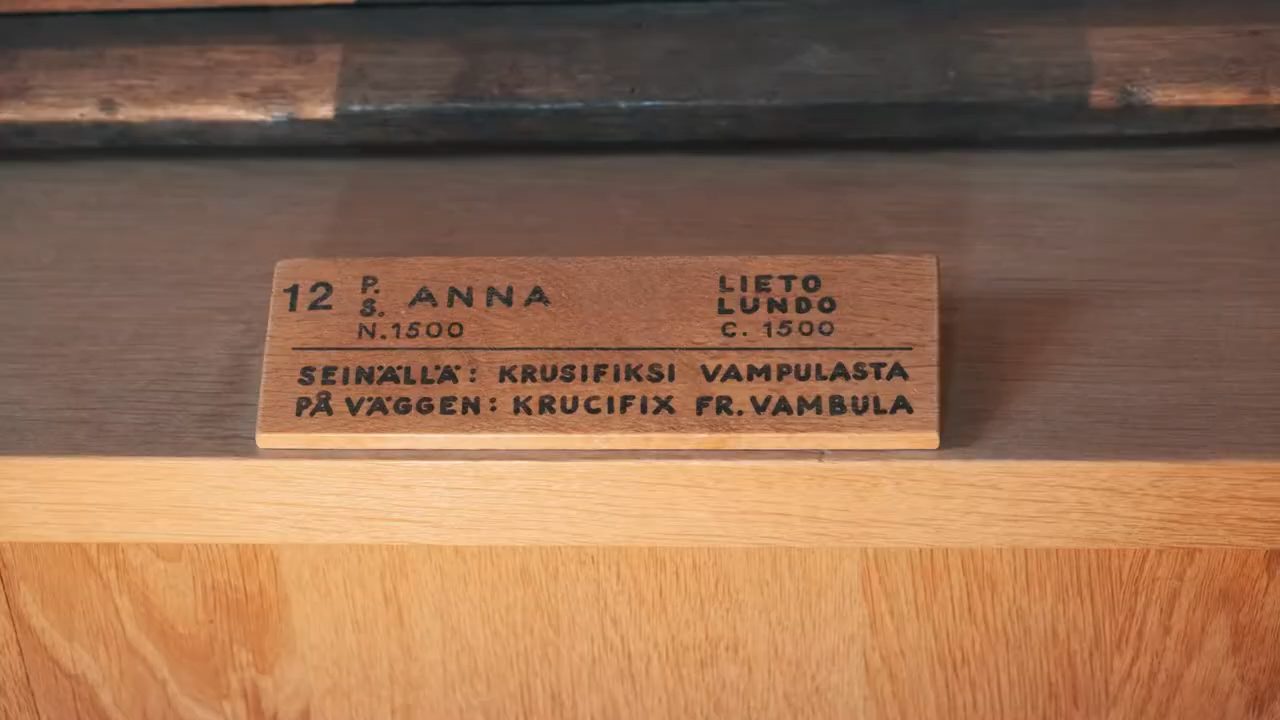 12 P. S. ANNA LIETO
LUNDO
N.1500 C. 1500
SEINÄLLÄ: KRUSIFIKSI VAMPULASTA
PÅ VÄGGEN: KRUCIFIX FR. VAMBULA